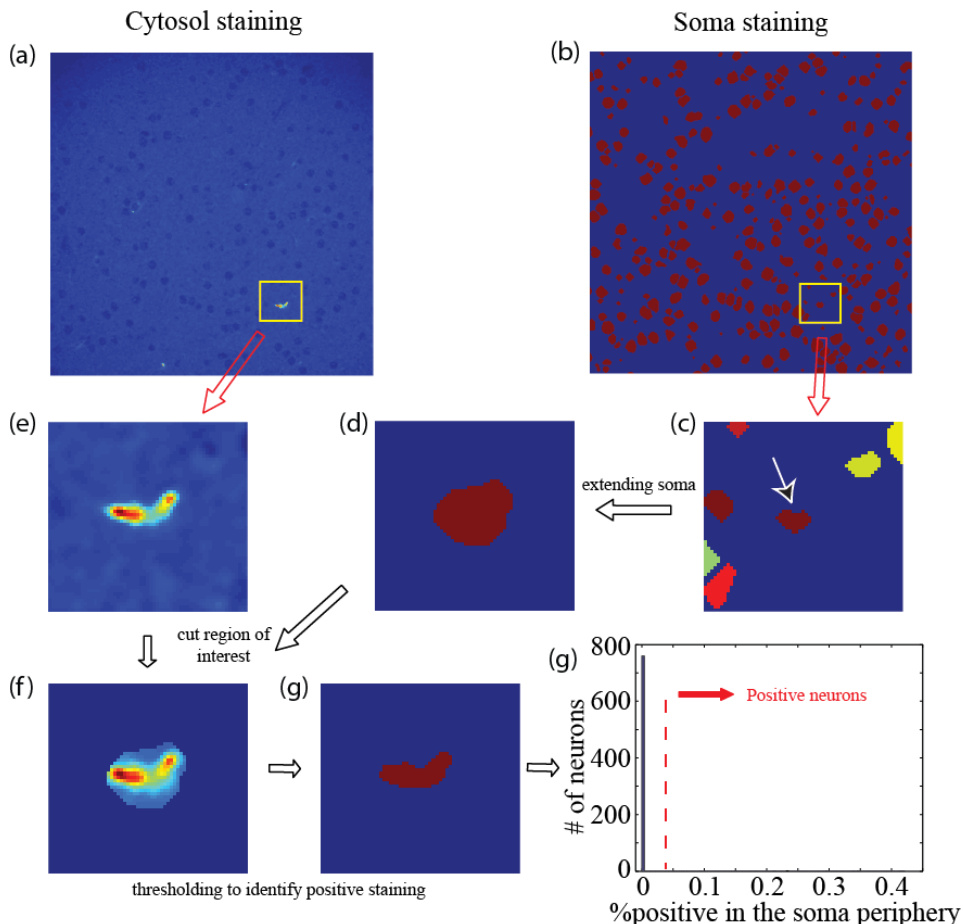 Cytosol staining
Soma staining
(a)
(b)
(e)
(d)
(c)
extending soma
cut region of
interest
(f)
(g)
(g)
800
600
400
200
0
# of neurons
Positive neurons
0 0.1 0.2 0.3 0.4
%positive in the soma periphery
thresholding to identify positive staining